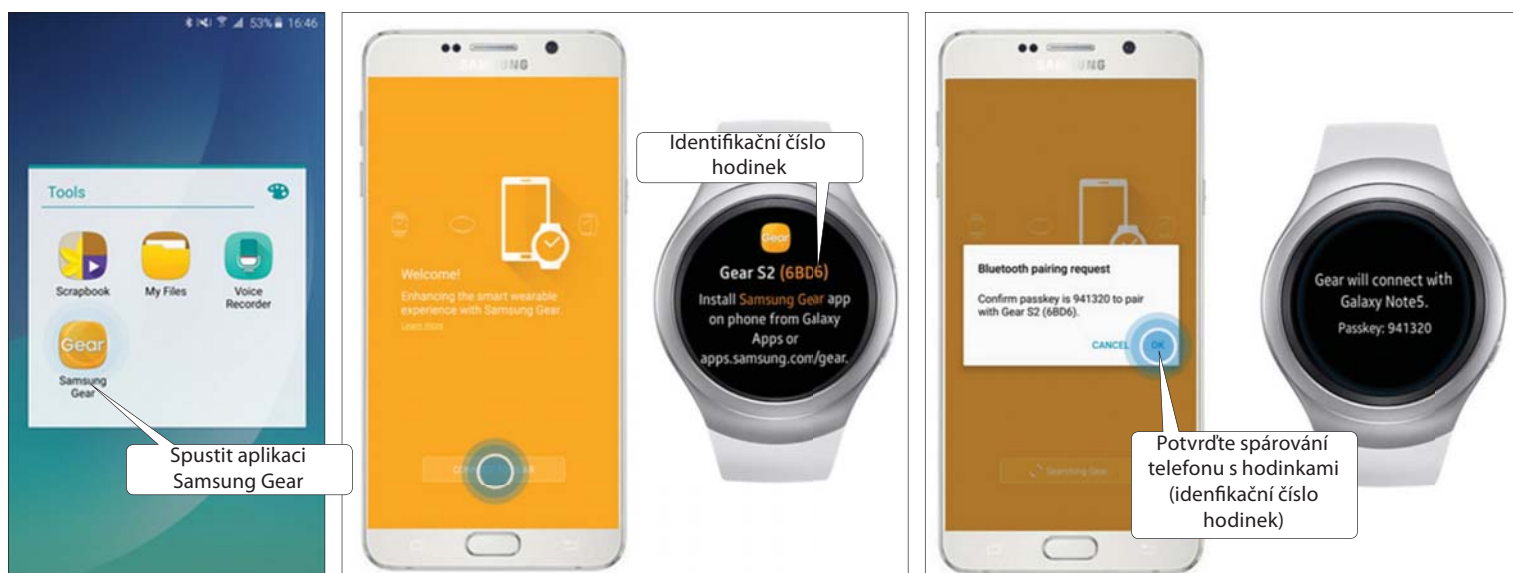 53% 16:46
Tools
Scrapbook
My Files
Voice
Recorder
Gear
Samsung
Gear
Spustit aplikaci
Samsung Gear
SAMSUNG
Welcome!
Enhancing the smart wearable
experience with Samsung Gear.
Learn more
Identifikační číslo
hodinek
Gear
Gear S2 (6BD6)
Install Samsung Gear app
on phone from Galaxy
Apps or
apps.samsung.com/gear.
SAMSUNG
Bluetooth pairing request
Confirm passkey is 941320 to pair
with Gear S2 (6BD6).
CANCEL OK
Searching Gear
Potvrďte spárování
telefonu s hodinkami
(idenfikační číslo
hodinek)
Gear will connect with
Galaxy Note5.
Passkey: 941320